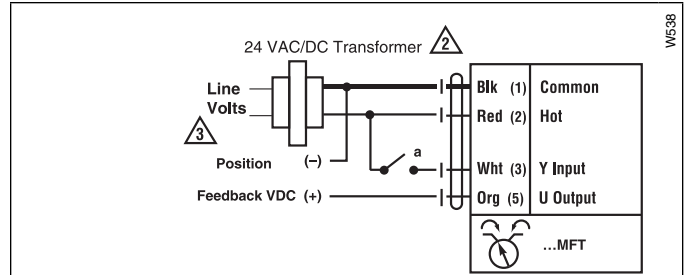 W538
24 VAC/DC Transformer 2
Line
Volts
3
Blk (1) Common
Red (2) Hot
a
Position (–)
Wht (3) Y Input
Feedback VDC (+)
Org (5) U Output
...MFT